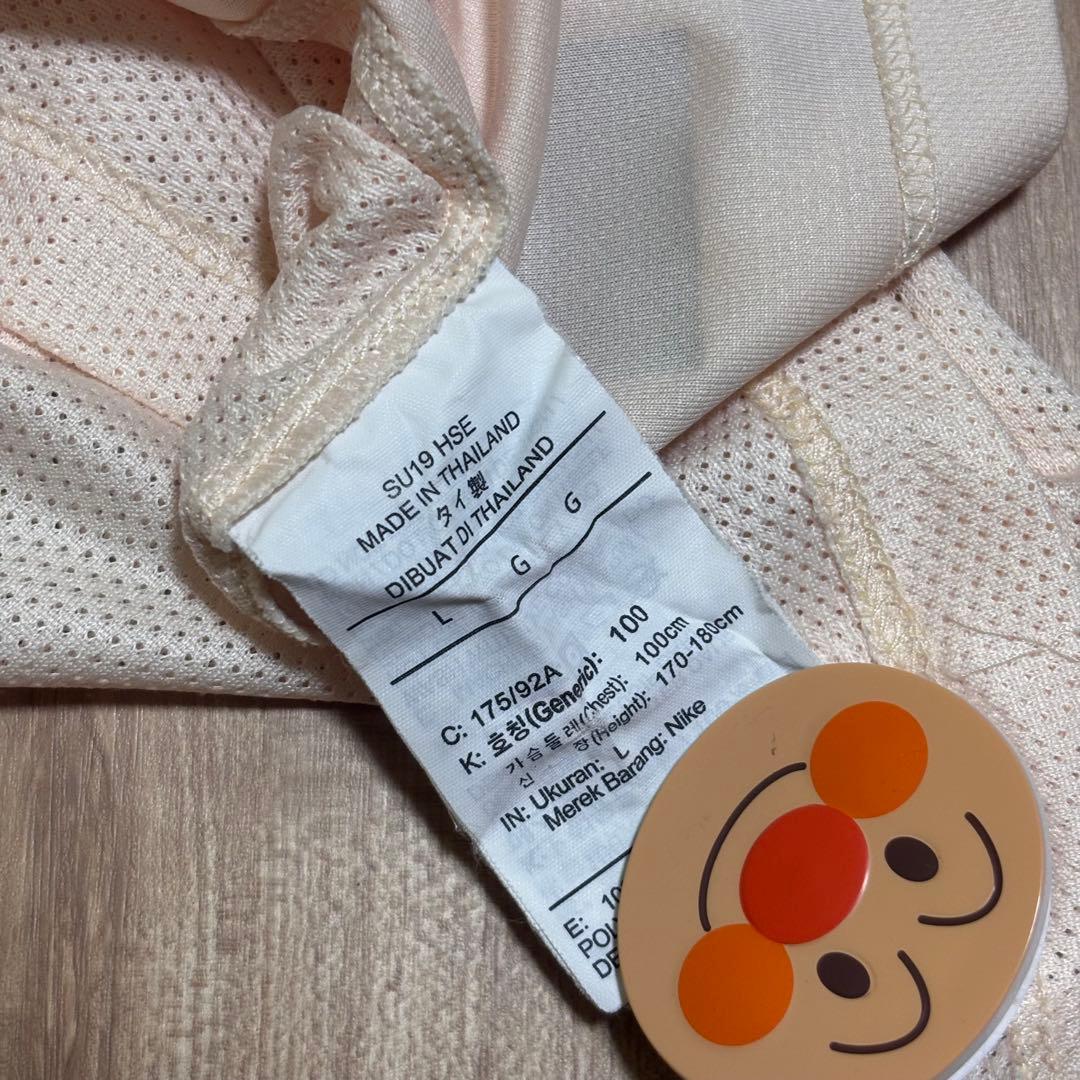 SU19 HSE
MADE IN THAILAND
タイ製
DIBUAT DI THAILAND
L G G
C: 175/92A
K: 호칭(Generic): 100
가슴둘레(Chest): 100cm
신 장(Height): 170-180cm
IN: Ukuran: L
Merek Barang: Nike
E: 10